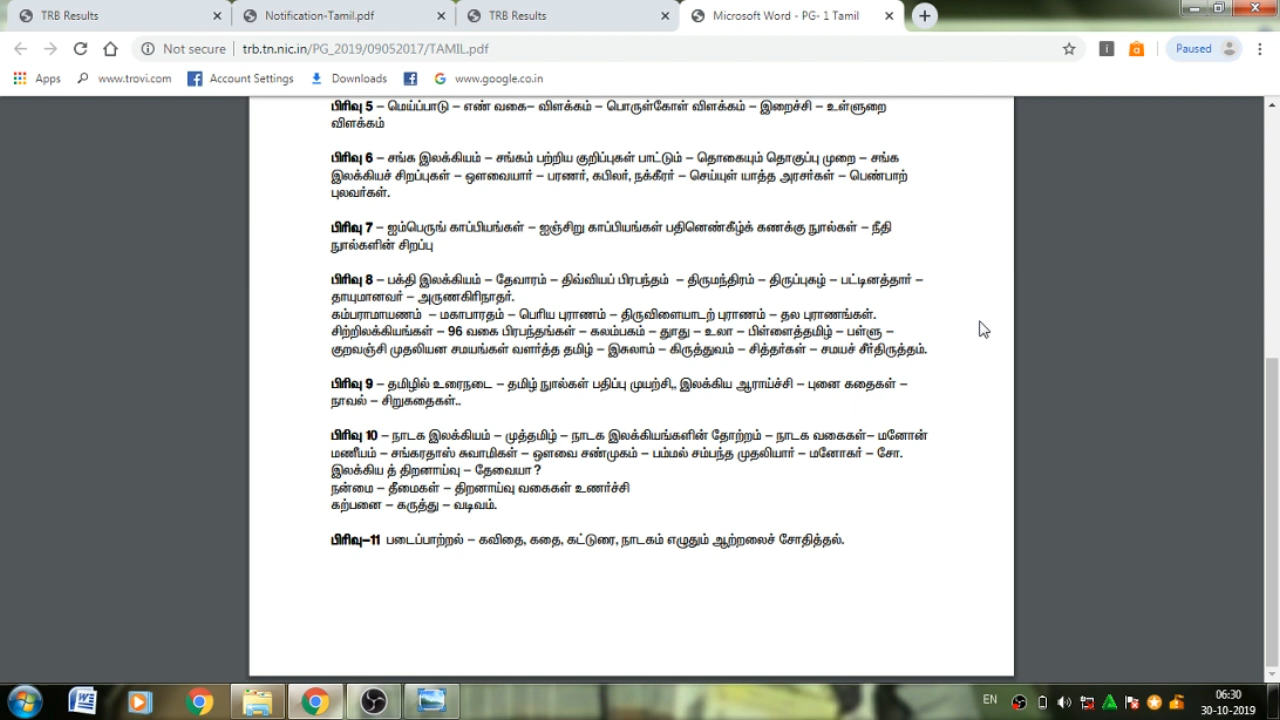 TRB Results
Notification-Tamil.pdf
TRB Results
Microsoft Word - PG- 1 Tamil
Not secure
trb.tn.nic.in/PG_2019/09052017/TAMIL.pdf
Paused
Apps
www.trovi.com
Account Settings
Downloads
www.google.co.in
பிரிவு 5 – மெய்ப்பாடு – எண் வகை– விளக்கம் – பொருள்கோள் விளக்கம் – இறைச்சி – உள்ளுறை
விளக்கம்
பிரிவு 6 – சங்க இலக்கியம் – சங்கம் பற்றிய குறிப்புகள் பாட்டும் – தொகையும் தொகுப்பு முறை – சங்க
இலக்கியச் சிறப்புகள் – ஔவையார் – பரணர், கபிலர், நக்கீரர் – செய்யுள் யாத்த அரசர்கள் – பெண்பாற்
புலவர்கள்.
பிரிவு 7 – ஐம்பெருங் காப்பியங்கள் – ஐஞ்சிறு காப்பியங்கள் பதினெண்கீழ்க் கணக்கு நூல்கள் – நீதி
நூல்களின் சிறப்பு
பிரிவு 8 – பக்தி இலக்கியம் – தேவாரம் – திவ்வியப் பிரபந்தம் – திருமந்திரம் – திருப்புகழ் – பட்டினத்தார் –
தாயுமானவர் – அருணகிரிநாதர்.
கம்பராமாயணம் – மகாபாரதம் – பெரிய புராணம் – திருவிளையாடற் புராணம் – தல புராணங்கள்.
சிற்றிலக்கியங்கள் – 96 வகை பிரபந்தங்கள் – கலம்பகம் – தூது – உலா – பிள்ளைத்தமிழ் – பள்ளு –
குறவஞ்சி முதலியன சமயங்கள் வளர்த்த தமிழ் – இசுலாம் – கிருத்துவம் – சித்தர்கள் – சமயச் சீர்திருத்தம்.
பிரிவு 9 – தமிழில் உரைநடை – தமிழ் நூல்கள் பதிப்பு முயற்சி,, இலக்கிய ஆராய்ச்சி – புனை கதைகள் –
நாவல் – சிறுகதைகள்..
பிரிவு 10 – நாடக இலக்கியம் – முத்தமிழ் – நாடக இலக்கியங்களின் தோற்றம் – நாடக வகைகள்– மனோன்
மணீயம் – சங்கரதாஸ் சுவாமிகள் – ஔவை சண்முகம் – பம்மல் சம்பந்த முதலியார் – மனோகர் – சோ.
இலக்கிய த் திறனாய்வு – தேவையா?
நன்மை – தீமைகள் – திறனாய்வு வகைகள் உணர்ச்சி
கற்பனை – கருத்து – வடிவம்.
பிரிவு–11 படைப்பாற்றல் – கவிதை, கதை, கட்டுரை, நாடகம் எழுதும் ஆற்றலைச் சோதித்தல்.
EN
06:30
30-10-2019